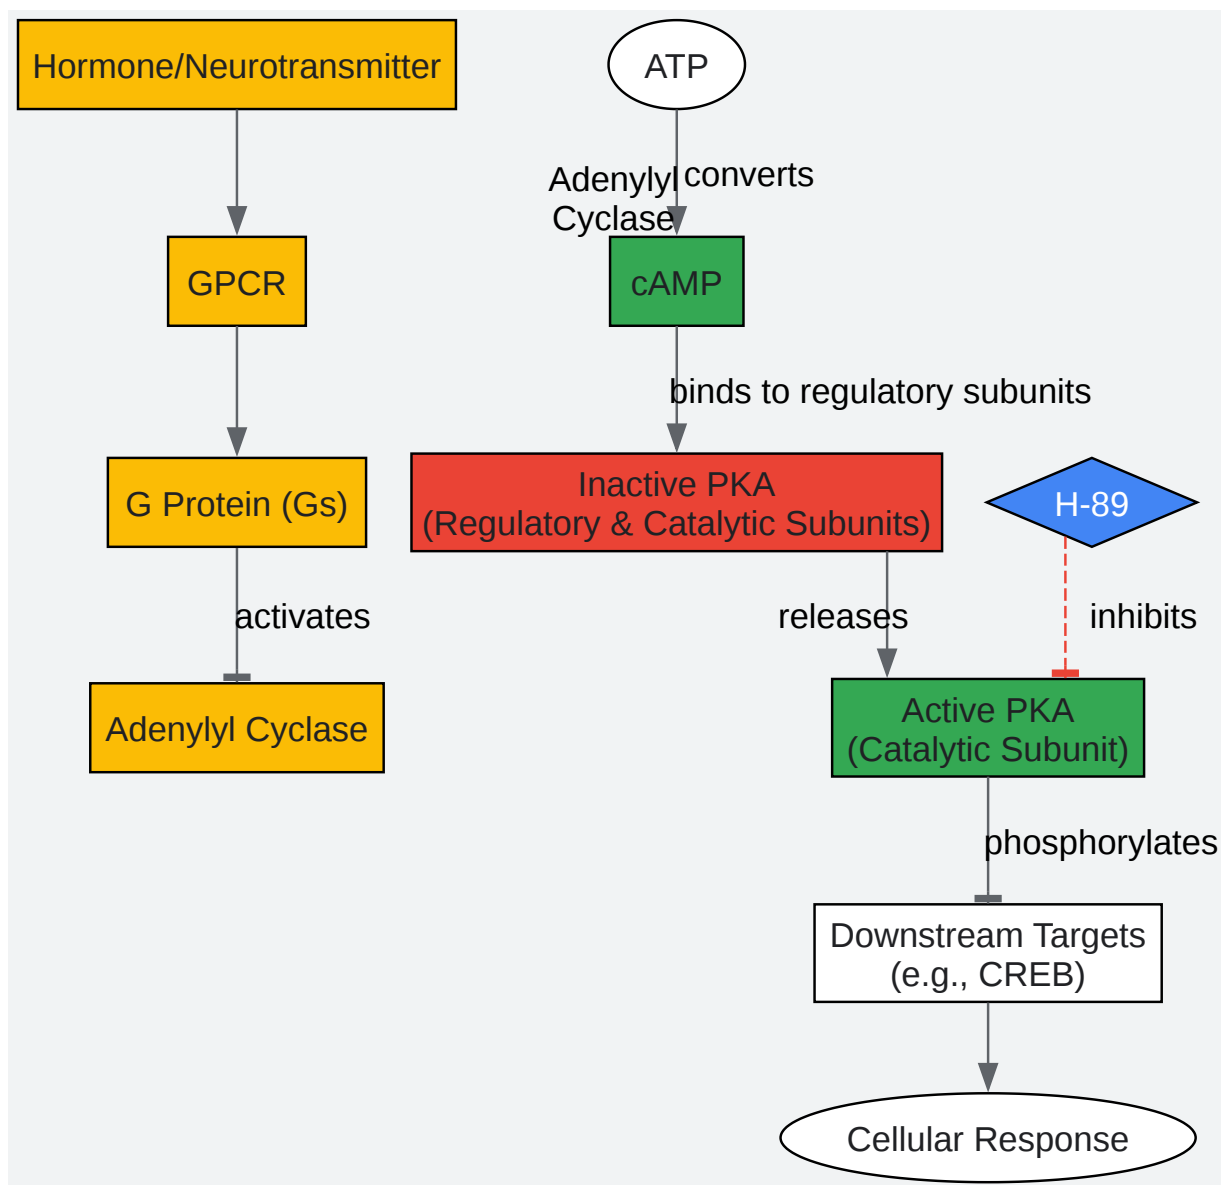 Hormone/Neurotransmitter
ATP
Adenylyl
Cyclase
converts
GPCR
cAMP
binds to regulatory subunits
G Protein (Gs)
Inactive PKA
(Regulatory & Catalytic Subunits)
H-89
activates
releases
inhibits
Adenylyl Cyclase
Active PKA
(Catalytic Subunit)
phosphorylates
Downstream Targets
(e.g., CREB)
Cellular Response